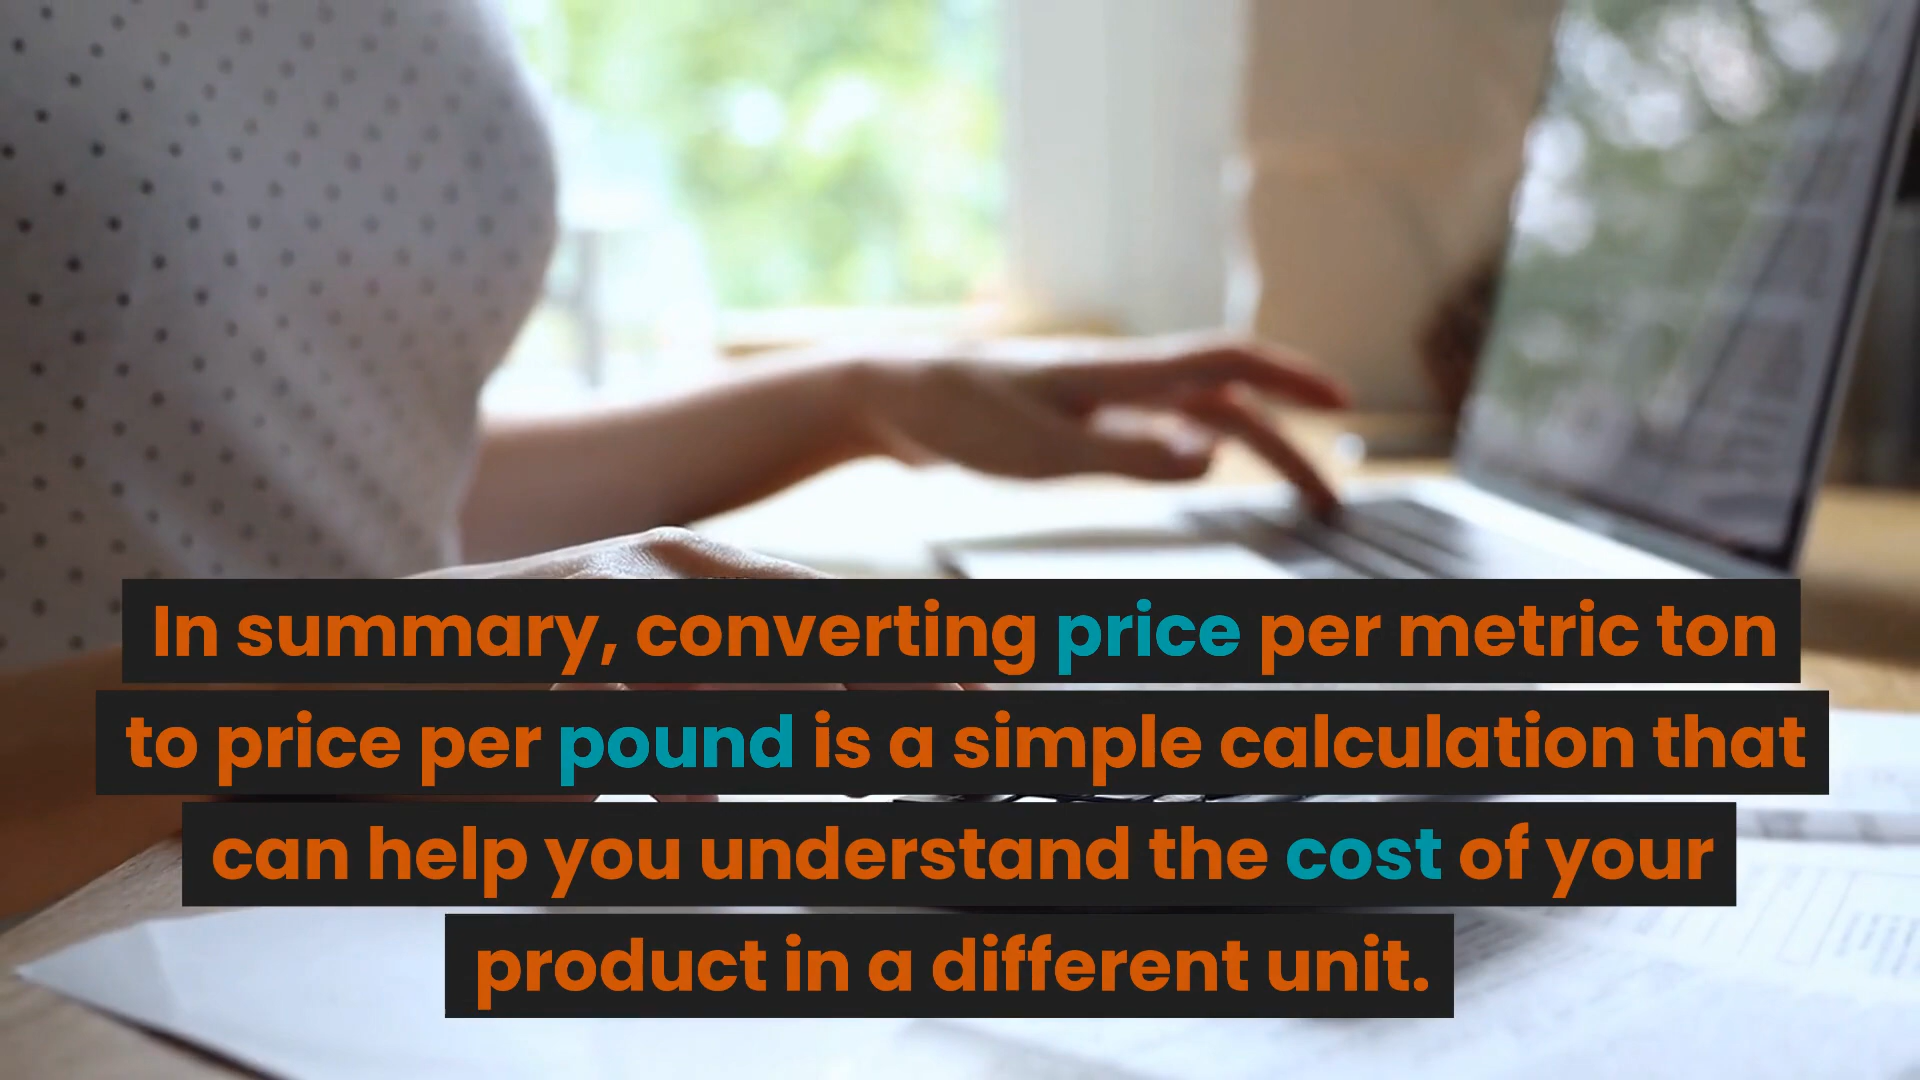 In summary, converting price per metric ton
to price per pound is a simple calculation that
can help you understand the cost of your
product in a different unit.